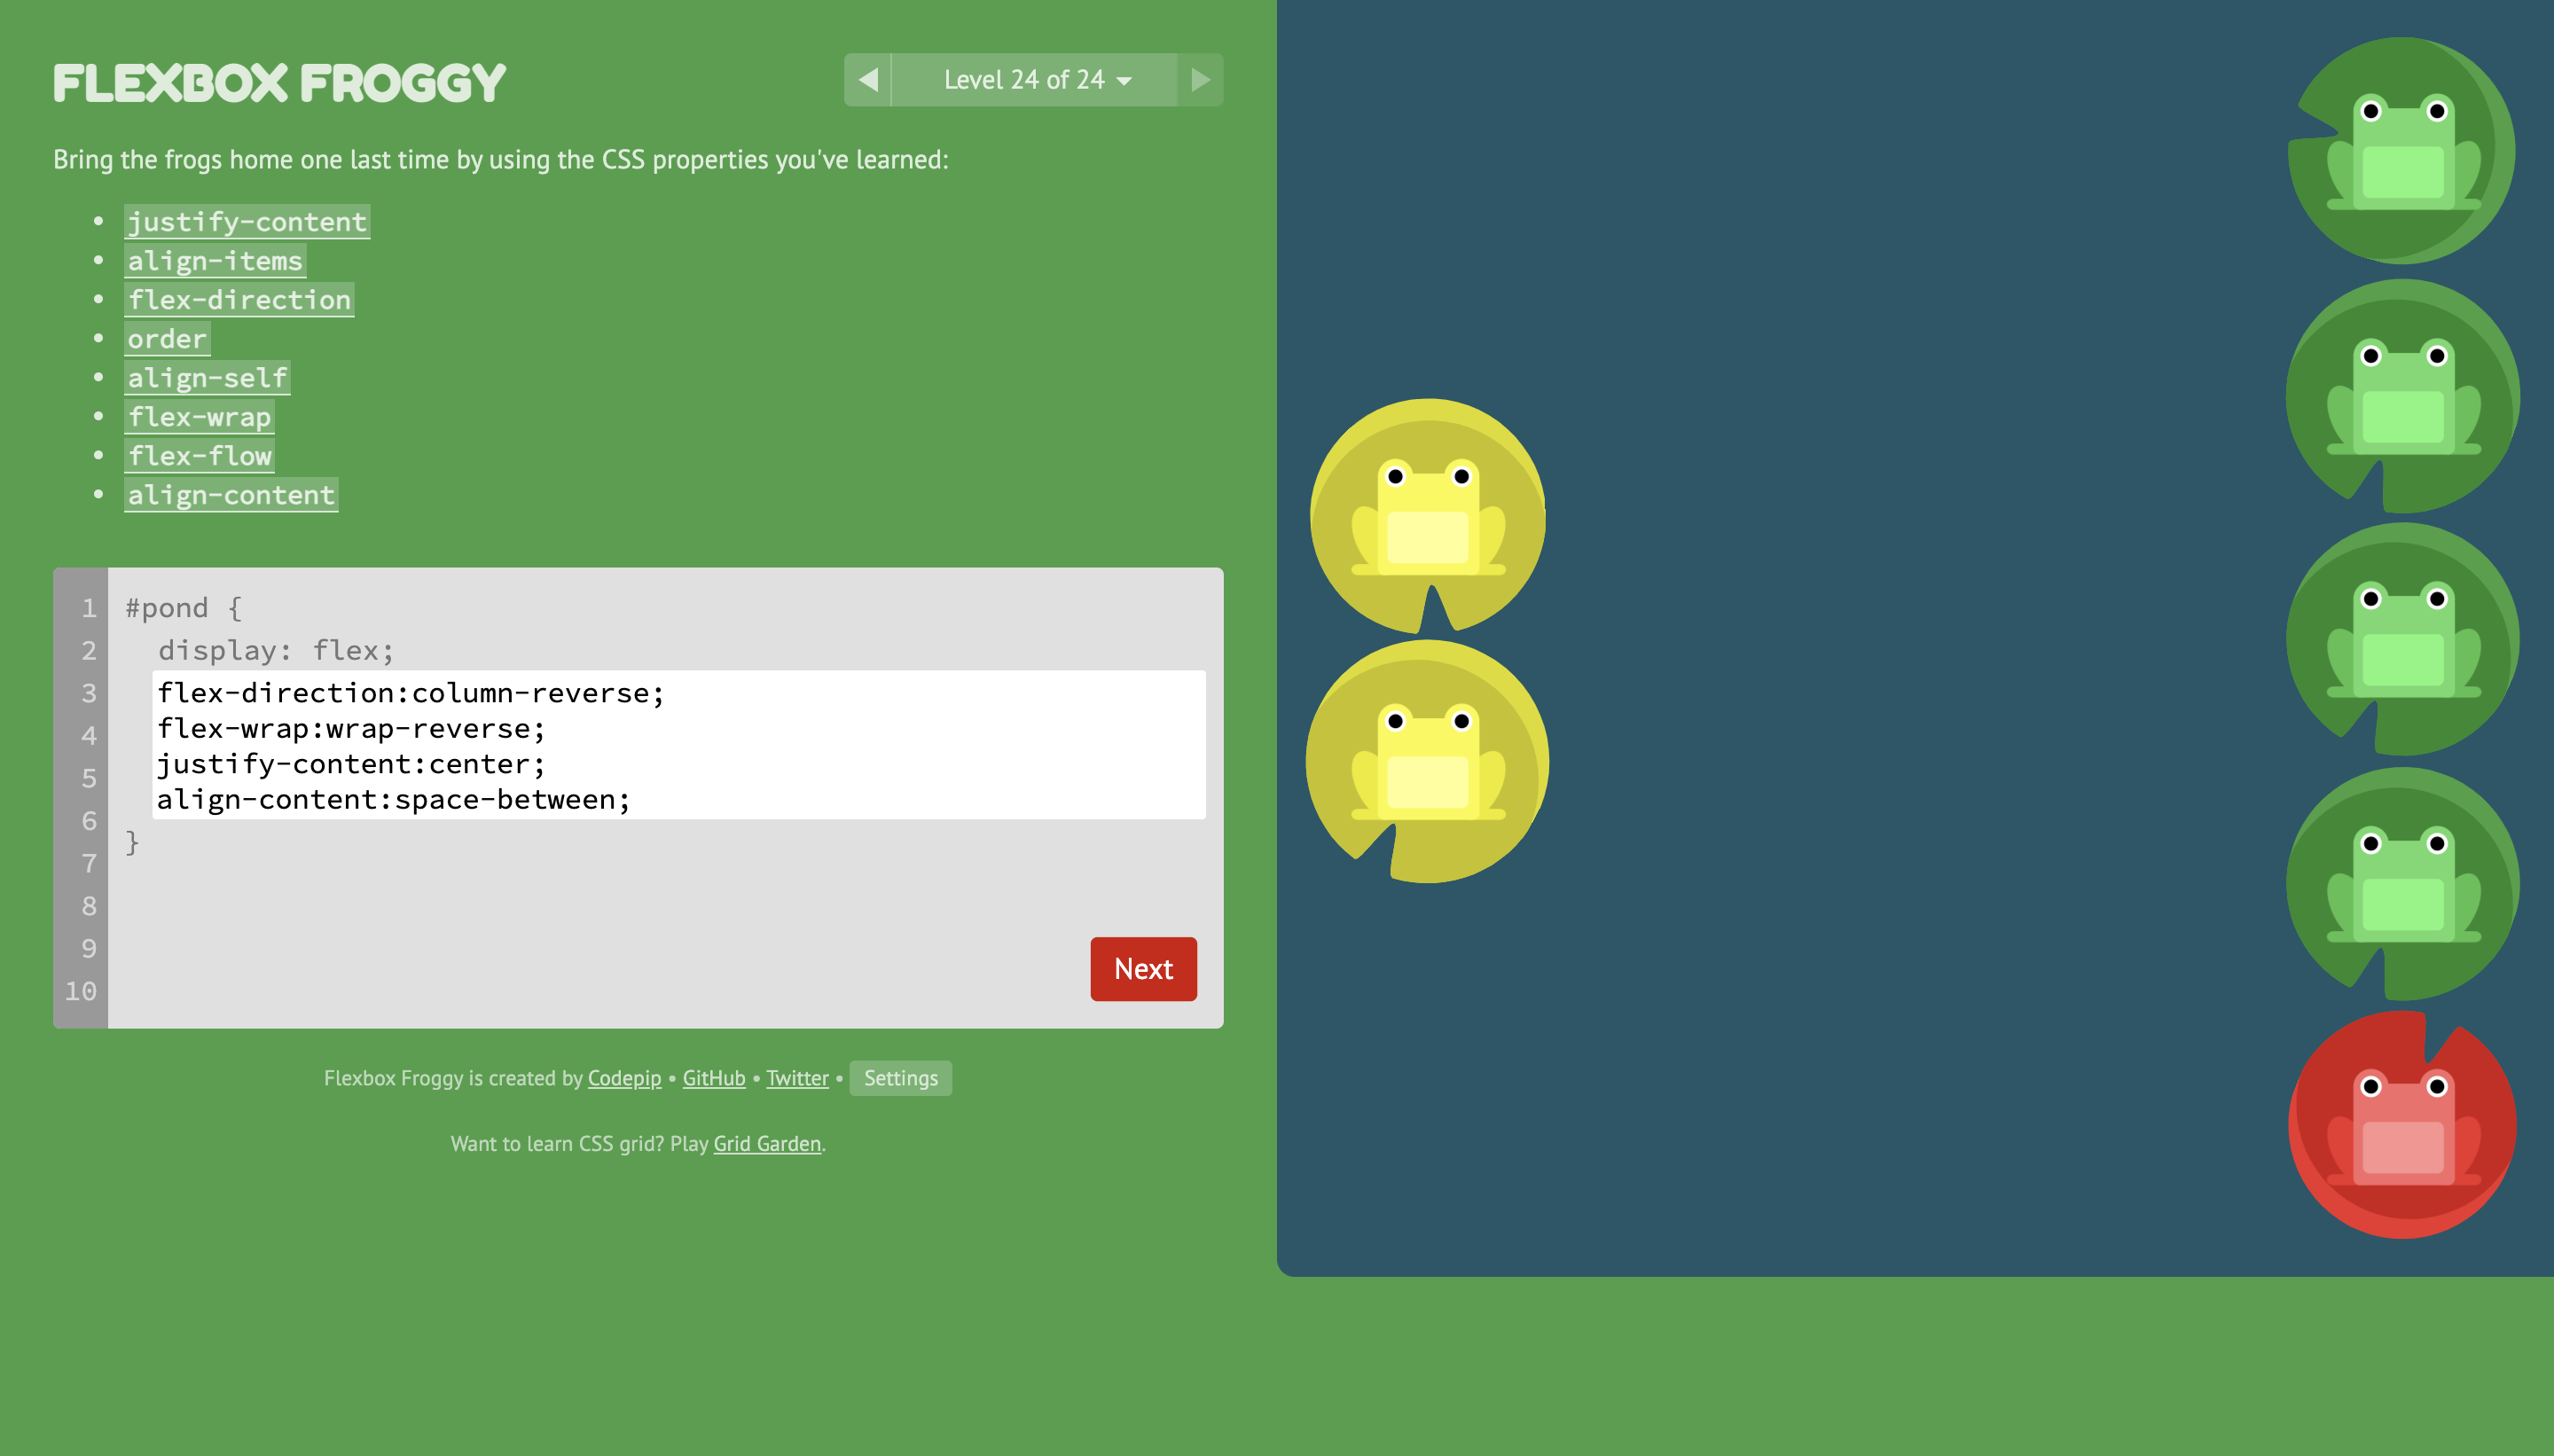 FLEXBOX FROGGY
Level 24 of 24
Bring the frogs home one last time by using the CSS properties you've learned:
justify-content
align-items
flex-direction
order
align-self
flex-wrap
flex-flow
align-content
1 #pond {
2 display: flex;
3 flex-direction:column-reverse;
4 flex-wrap:wrap-reverse;
5 justify-content:center;
6 align-content:space-between;
7 }
8
9
10
Next
Flexbox Froggy is created by Codepip • GitHub • Twitter • Settings
Want to learn CSS grid? Play Grid Garden.